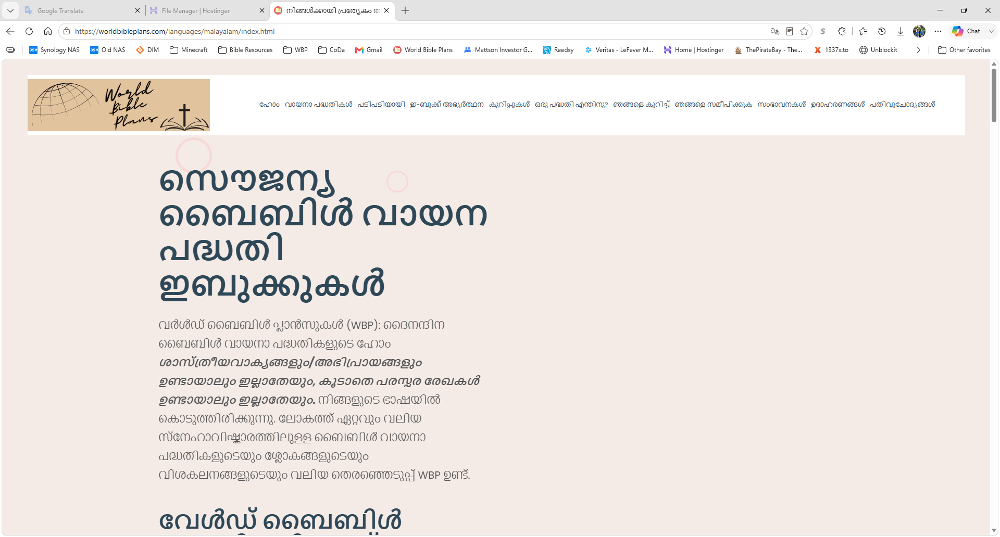 Google Translate
File Manager | Hostinger
നിങ്ങൾക്കായി പ്രത്യേകം ത
https://worldbibleplans.com/languages/malayalam/index.html
Chat
Synology NAS
Old NAS
DIM
Minecraft
Bible Resources
WBP
CoDa
Gmail
World Bible Plans
Mattson Investor G...
Reedsy
Veritas - LeFever M...
Home | Hostinger
ThePirateBay - The...
1337x.to
Unblockit
Other favorites
World
Bible
Plans
ഹോം വായനാ പദ്ധതികൾ പടിപടിയായി ഇ-ബുക്ക് അഭ്യർത്ഥന കുറിപ്പുകൾ ഒരു പദ്ധതി എന്തിനു? ഞങ്ങളെ കുറിച്ച് ഞങ്ങളെ സമീപിക്കുക സംഭാവനകൾ ഉദാഹരണങ്ങൾ പതിവുചോദ്യങ്ങൾ
സൌജന്യ
ബൈബിൾ വായന
പദ്ധതി
ഇബുക്കുകൾ
വർൾഡ് ബൈബിൾ പ്ലാൻസുകൾ (WBP): ദൈനന്ദിന
ബൈബിൾ വായനാ പദ്ധതികളുടെ ഹോം
ശാസ്ത്രീയവാക്യങ്ങളും/അഭിപ്രായങ്ങളും
ഉണ്ടായാലും ഇല്ലാതേയും, കൂടാതെ പരസ്പര രേഖകൾ
ഉണ്ടായാലും ഇല്ലാതേയും. നിങ്ങളുടെ ഭാഷയിൽ
കൊടുത്തിരിക്കുന്നു. ലോകത്ത് ഏറ്റവും വലിയ
സ്നേഹാവിഷ്കാരത്തിലുളള ബൈബിൾ വായനാ
പദ്ധതികളുടെയും ശ്ലോകങ്ങളുടെയും
വിശകലനങ്ങളുടെയും വലിയ തെരഞ്ഞെടുപ്പ് WBP ഉണ്ട്.
വേൾഡ് ബൈബിൾ